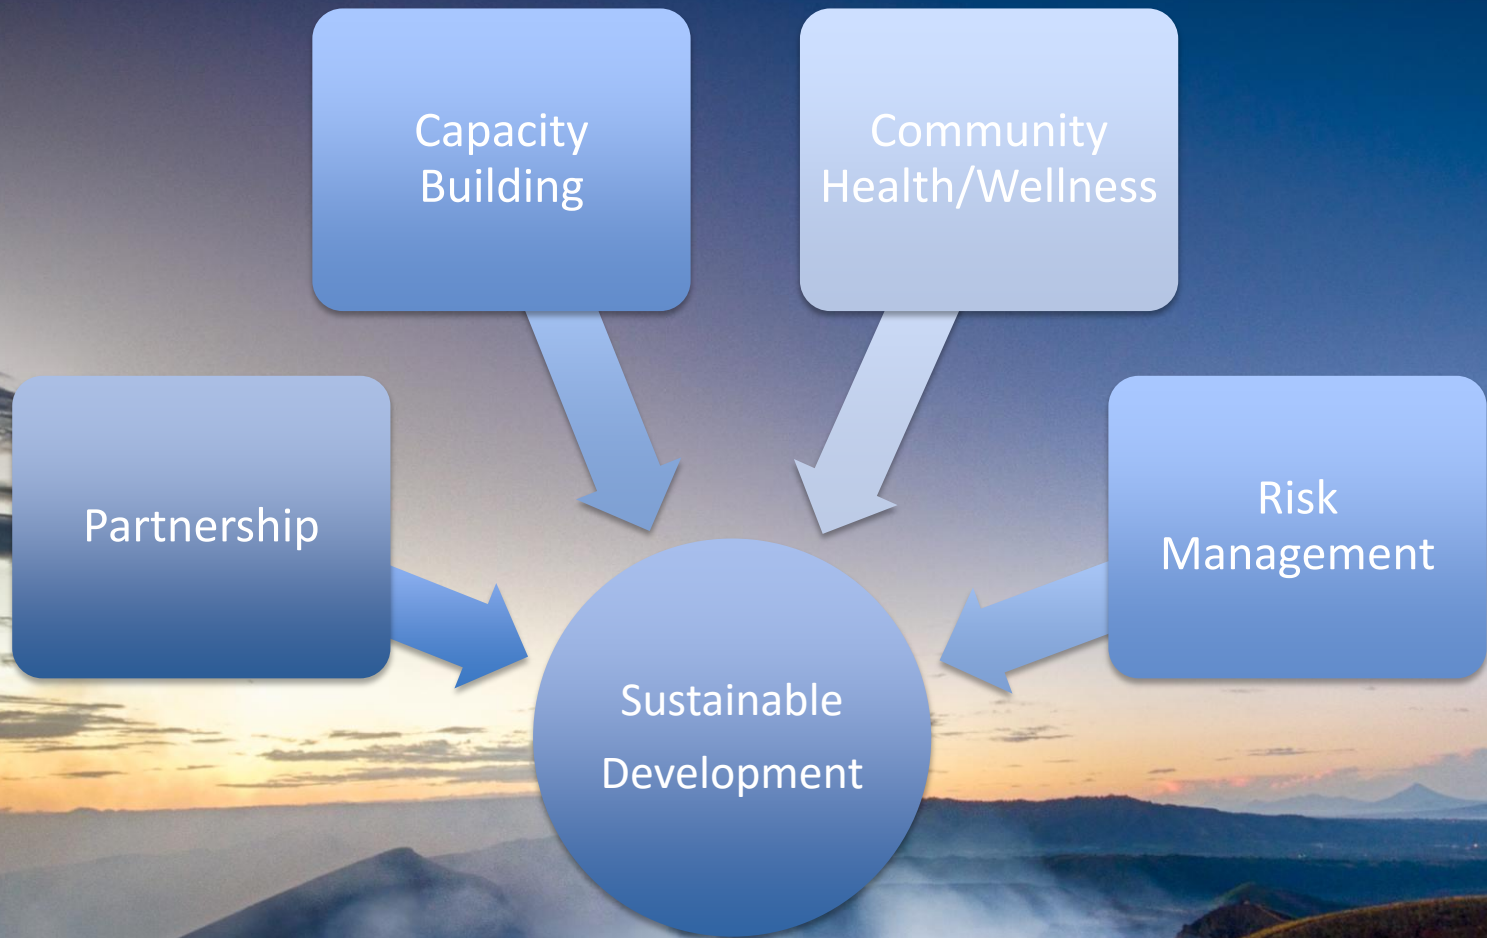 Capacity
Building
Community
Health/Wellness
Partnership
Risk
Management
Sustainable
Development